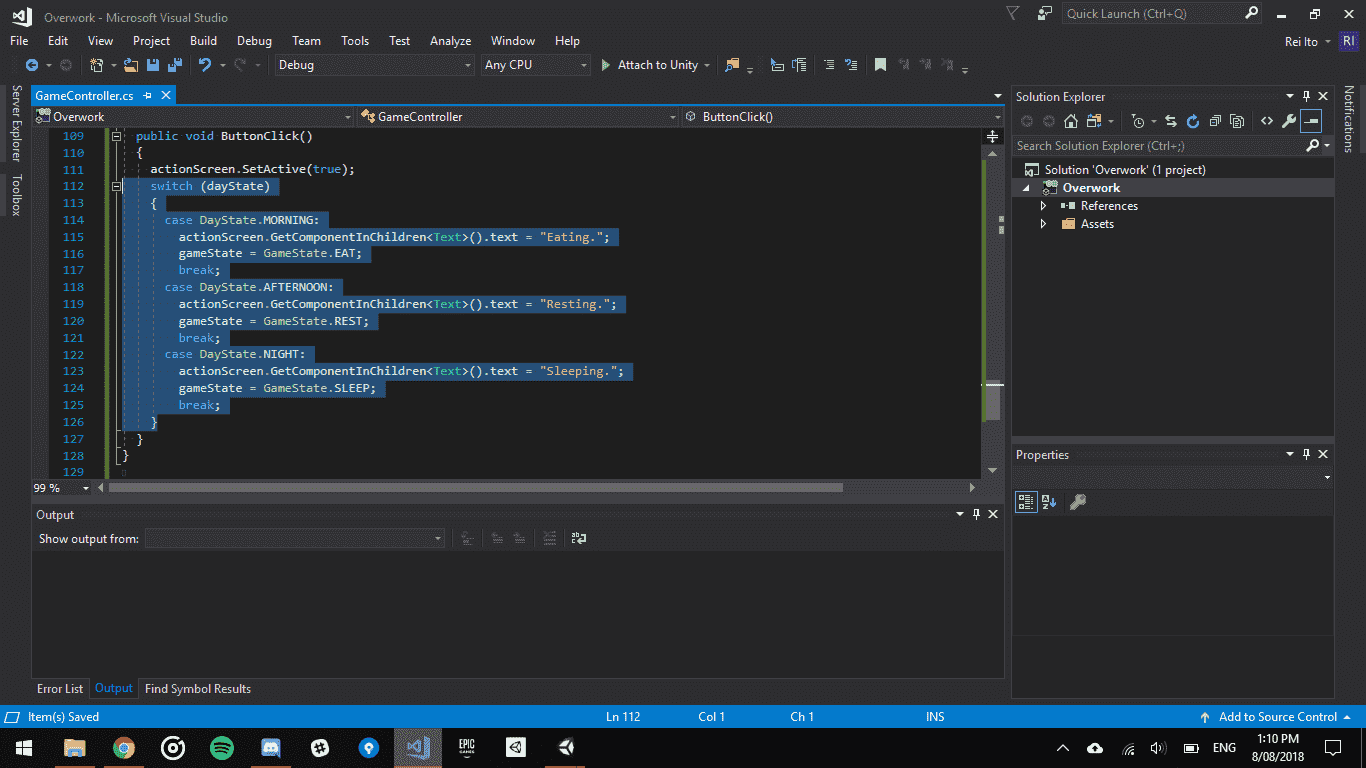 Overwork - Microsoft Visual Studio
Quick Launch (Ctrl+Q)
File Edit View Project Build Debug Team Tools Test Analyze Window Help
Rei Ito RI
Debug Any CPU Attach to Unity
Server Explorer
Toolbox
GameController.cs
Overwork GameController ButtonClick()
109 public void ButtonClick()
110 {
111 actionScreen.SetActive(true);
112 switch (dayState)
113 {
114 case DayState.MORNING:
115 actionScreen.GetComponentInChildren<Text>().text = "Eating.";
116 gameState = GameState.EAT;
117 break;
118 case DayState.AFTERNOON:
119 actionScreen.GetComponentInChildren<Text>().text = "Resting.";
120 gameState = GameState.REST;
121 break;
122 case DayState.NIGHT:
123 actionScreen.GetComponentInChildren<Text>().text = "Sleeping.";
124 gameState = GameState.SLEEP;
125 break;
126 }
127 }
128 }
129
99 %
Solution Explorer
Search Solution Explorer (Ctrl+;)
Solution 'Overwork' (1 project)
Overwork
References
Assets
Notifications
Properties
Output
Show output from:
Error List Output Find Symbol Results
Item(s) Saved Ln 112 Col 1 Ch 1 INS Add to Source Control
EPIC
GAMES
ENG
1:10 PM
8/08/2018